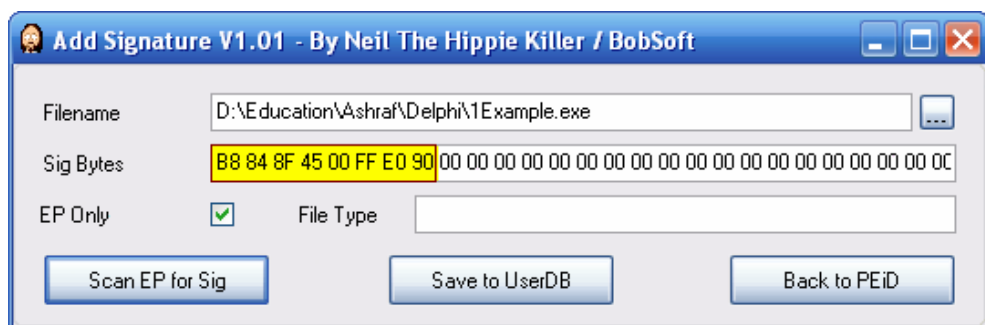 Add Signature V1.01 - By Neil The Hippie Killer / BobSoft
Filename D:\Education\Ashraf\Delphi\1Example.exe ...
Sig Bytes B8 84 8F 45 00 FF E0 90 00 00 00 00 00 00 00 00 00 00 00 00 00 00 00 00 00 00 00 00
EP Only File Type
Scan EP for Sig Save to UserDB Back to PEiD